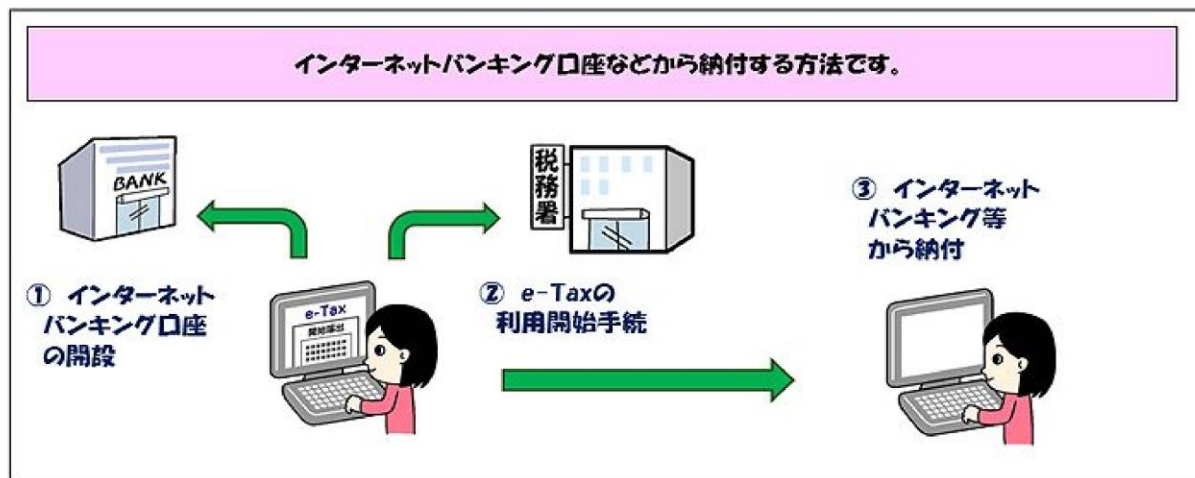 インターネットバンキング口座などから納付する方法です。
BANK
税務署
① インターネット
バンキング口座
の開設
e-Tax
開始届出
② e-Taxの
利用開始手続
③ インターネット
バンキング等
から納付